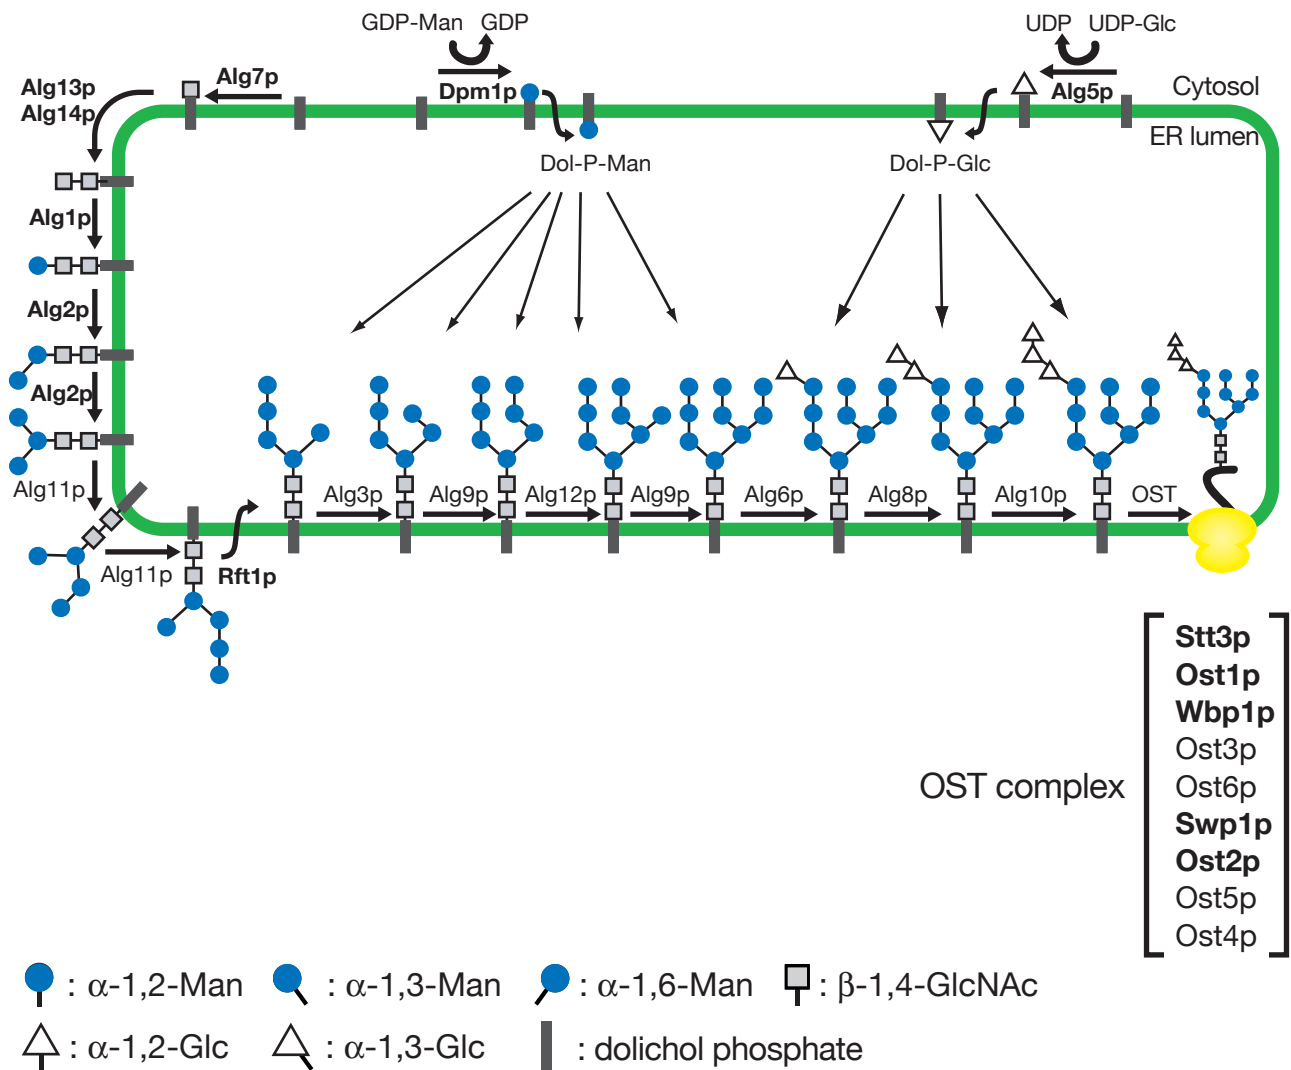 GDP-Man GDP
UDP UDP-Glc
Alg13p
Alg14p
Alg7p
Dpm1p
Alg5p
Cytosol
ER lumen
Dol-P-Man
Dol-P-Glc
Alg1p
Alg2p
Alg2p
Alg11p
Alg11p
Rft1p
Alg3p
Alg9p
Alg12p
Alg9p
Alg6p
Alg8p
Alg10p
OST
OST complex
Stt3p
Ost1p
Wbp1p
Ost3p
Ost6p
Swp1p
Ost2p
Ost5p
Ost4p
: α-1,2-Man : α-1,3-Man : α-1,6-Man : β-1,4-GlcNAc
: α-1,2-Glc : α-1,3-Glc : dolichol phosphate